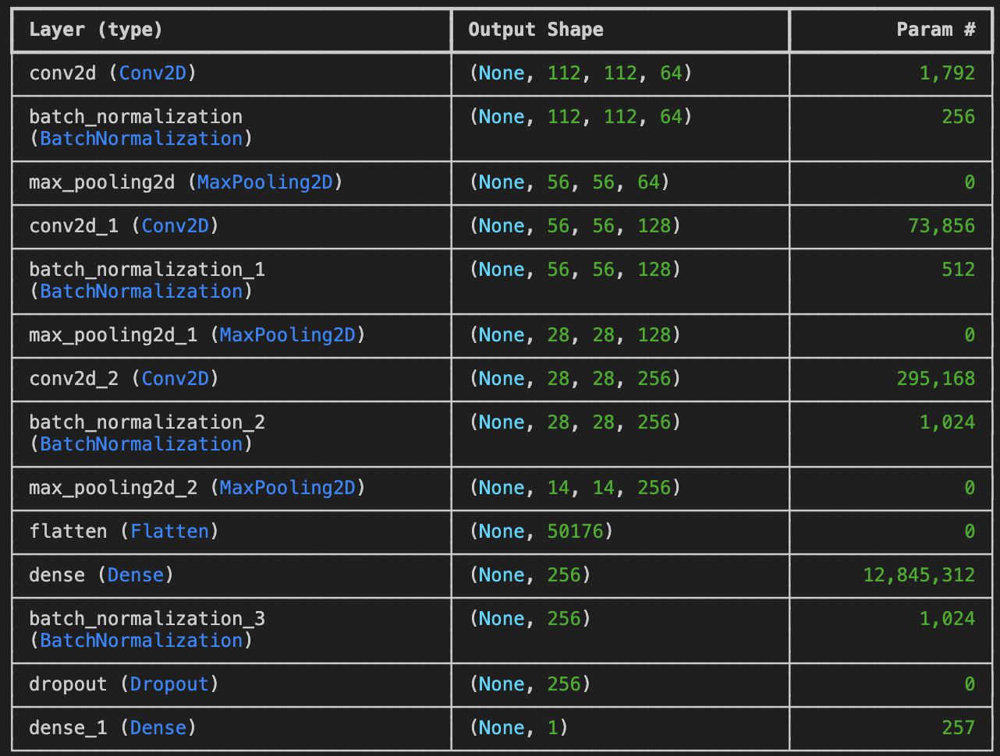 Layer (type) Output Shape Param #
conv2d (Conv2D) (None, 112, 112, 64) 1,792
batch_normalization (None, 112, 112, 64) 256
(BatchNormalization)
max_pooling2d (MaxPooling2D) (None, 56, 56, 64) 0
conv2d_1 (Conv2D) (None, 56, 56, 128) 73,856
batch_normalization_1 (None, 56, 56, 128) 512
(BatchNormalization)
max_pooling2d_1 (MaxPooling2D) (None, 28, 28, 128) 0
conv2d_2 (Conv2D) (None, 28, 28, 256) 295,168
batch_normalization_2 (None, 28, 28, 256) 1,024
(BatchNormalization)
max_pooling2d_2 (MaxPooling2D) (None, 14, 14, 256) 0
flatten (Flatten) (None, 50176) 0
dense (Dense) (None, 256) 12,845,312
batch_normalization_3 (None, 256) 1,024
(BatchNormalization)
dropout (Dropout) (None, 256) 0
dense_1 (Dense) (None, 1) 257